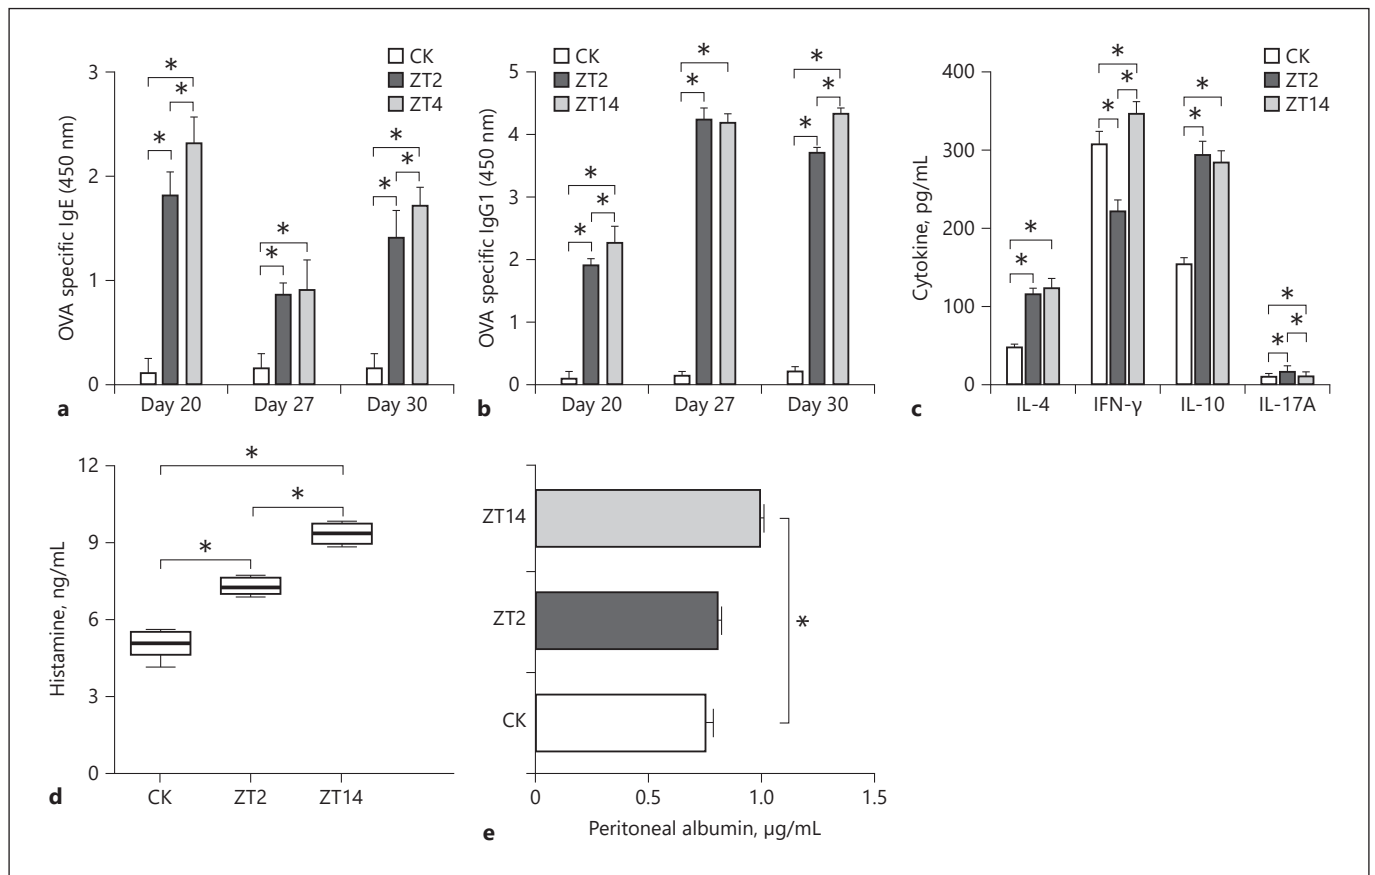 CK
ZT2
ZT4
3
2
1
0
OVA specific IgE (450 nm)
* * *
* *
* * *
Day 20 Day 27 Day 30
a
CK
ZT2
ZT14
5
4
3
2
1
0
OVA specific IgG1 (450 nm)
* * *
* *
* * *
Day 20 Day 27 Day 30
b
CK
ZT2
ZT14
400
300
200
100
0
Cytokine, pg/mL
* *
* * *
* *
* * *
IL-4 IFN-γ IL-10 IL-17A
c
12
9
6
3
0
Histamine, ng/mL
*
*
*
CK ZT2 ZT14
d
ZT14
ZT2
CK
*
0 0.5 1.0 1.5
Peritoneal albumin, μg/mL
e